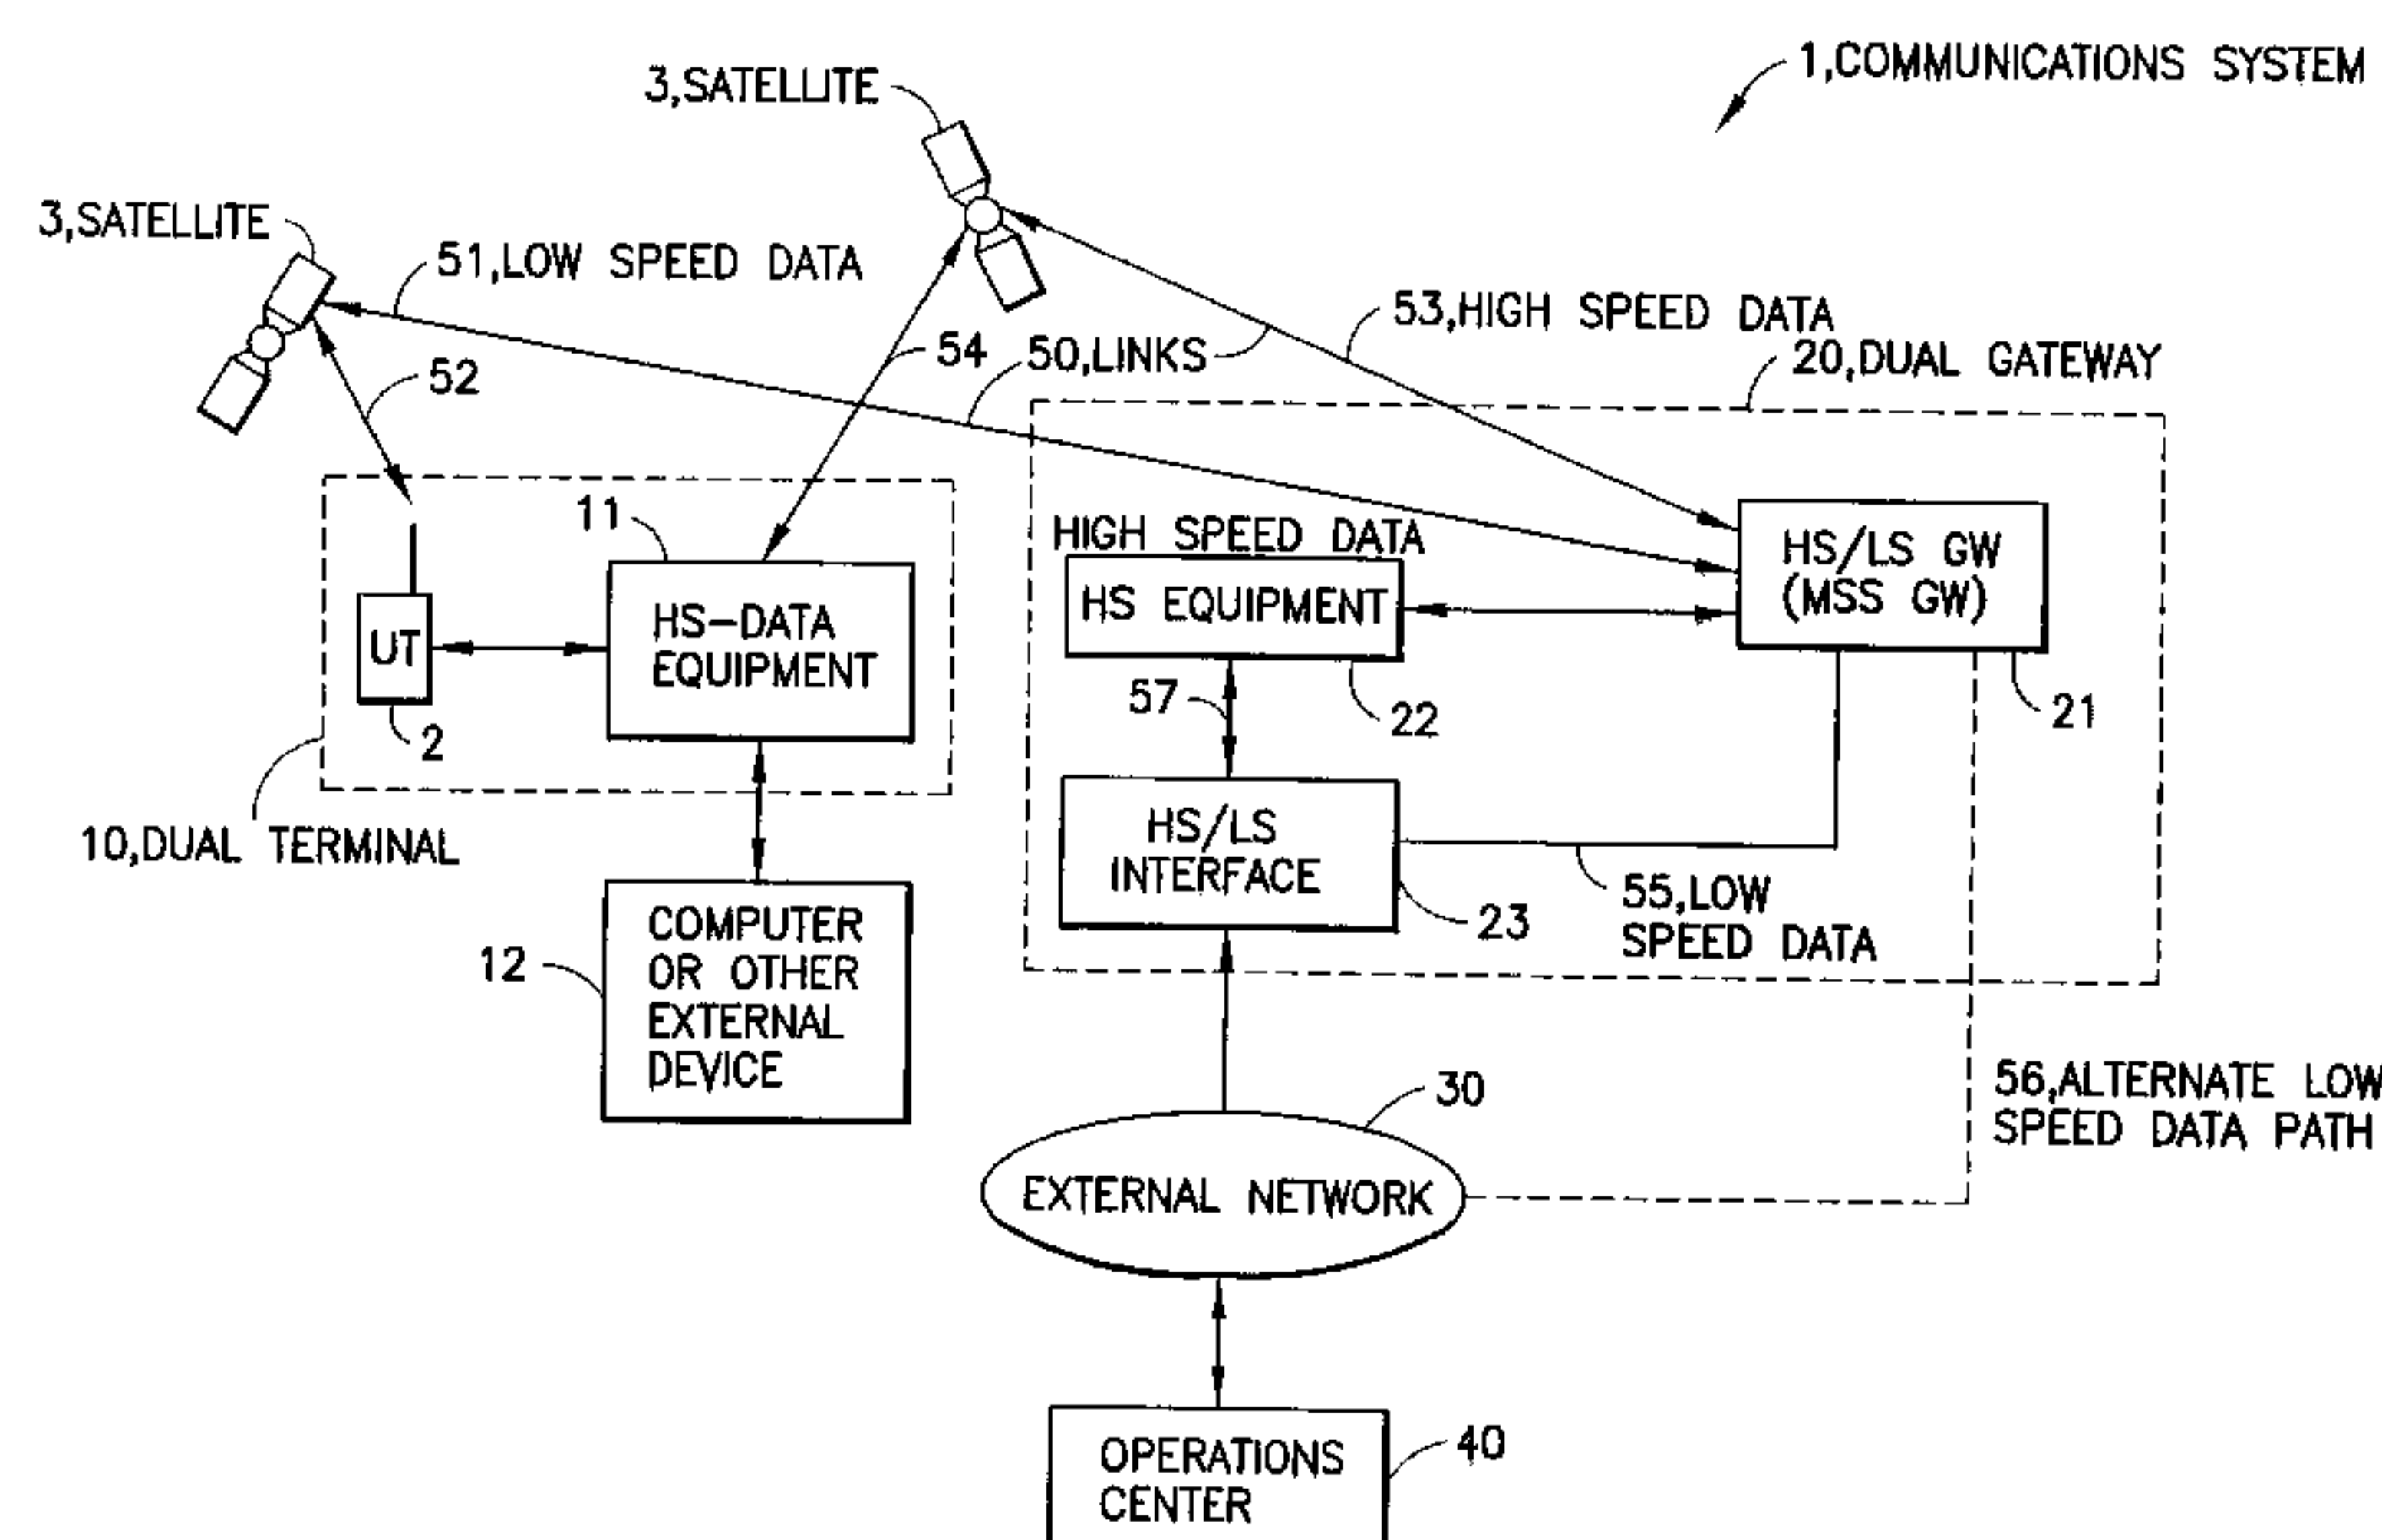 1,COMMUNICATIONS SYSTEM
3,SATELLITE
3,SATELLITE
51,LOW SPEED DATA
53,HIGH SPEED DATA
54
50,LINKS
20,DUAL GATEWAY
52
11
HIGH SPEED DATA
HS/LS GW
(MSS GW)
HS EQUIPMENT
HS-DATA
EQUIPMENT
UT
57
22
21
2
HS/LS
INTERFACE
10,DUAL TERMINAL
55,LOW
SPEED DATA
23
COMPUTER
OR OTHER
EXTERNAL
DEVICE
12
30
56,ALTERNATE LOW
SPEED DATA PATH
EXTERNAL NETWORK
40
OPERATIONS
CENTER